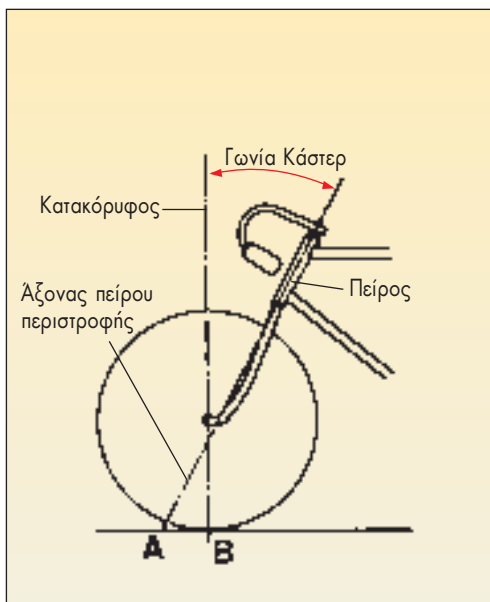 Γωνία Κάστερ
Κατακόρυφος
Πείρος
Άξονας πείρου
περιστροφής
A
B